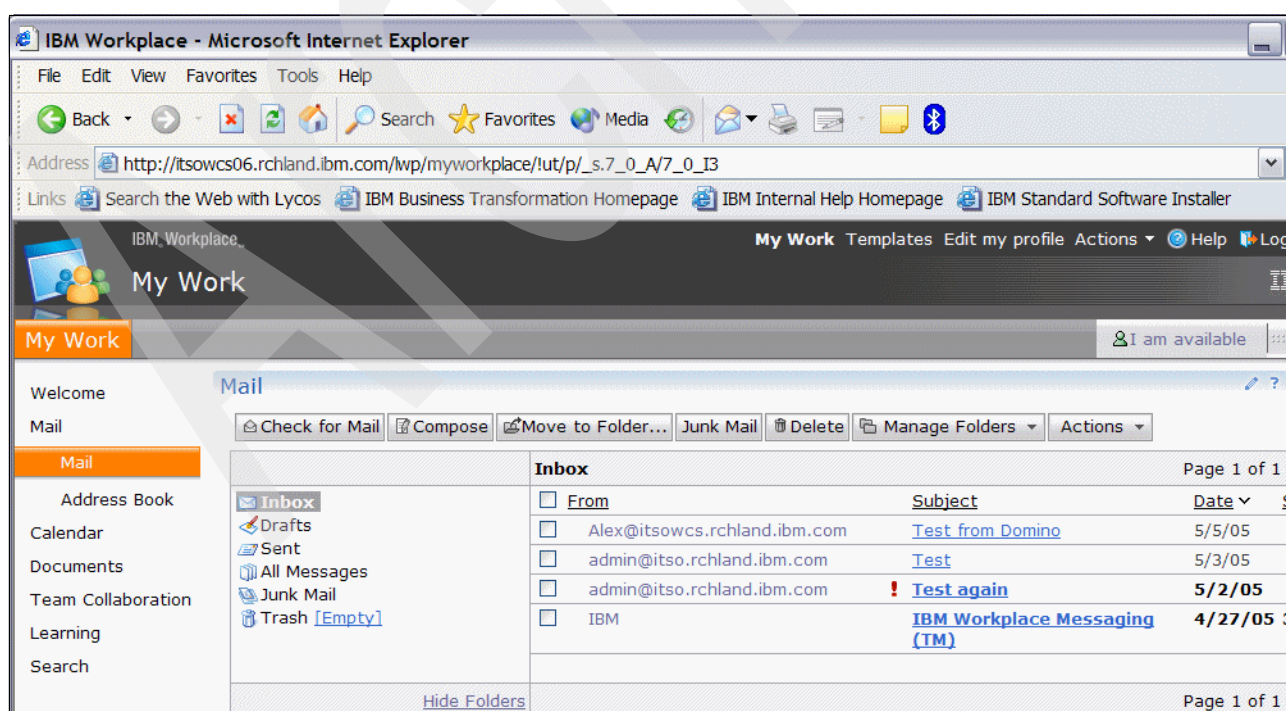 IBM Workplace - Microsoft Internet Explorer
File Edit View Favorites Tools Help
Back Search Favorites Media
Address http://itsowcs06.rchland.ibm.com/lwp/myworkplace/!ut/p/_s.7_0_A/7_0_I3
Links Search the Web with Lycos IBM Business Transformation Homepage IBM Internal Help Homepage IBM Standard Software Installer
IBM Workplace
My Work Templates Edit my profile Actions Help Log
My Work
My Work
I am available
Welcome
Mail
Mail
Address Book
Calendar
Documents
Team Collaboration
Learning
Search
Mail
Check for Mail Compose Move to Folder... Junk Mail Delete Manage Folders Actions
Inbox
Drafts
Sent
All Messages
Junk Mail
Trash [Empty]
Hide Folders
Inbox Page 1 of 1
From Subject Date
Alex@itsowcs.rchland.ibm.com Test from Domino 5/5/05
admin@itso.rchland.ibm.com Test 5/3/05
admin@itso.rchland.ibm.com ! Test again 5/2/05
IBM IBM Workplace Messaging 4/27/05
(TM)
Page 1 of 1